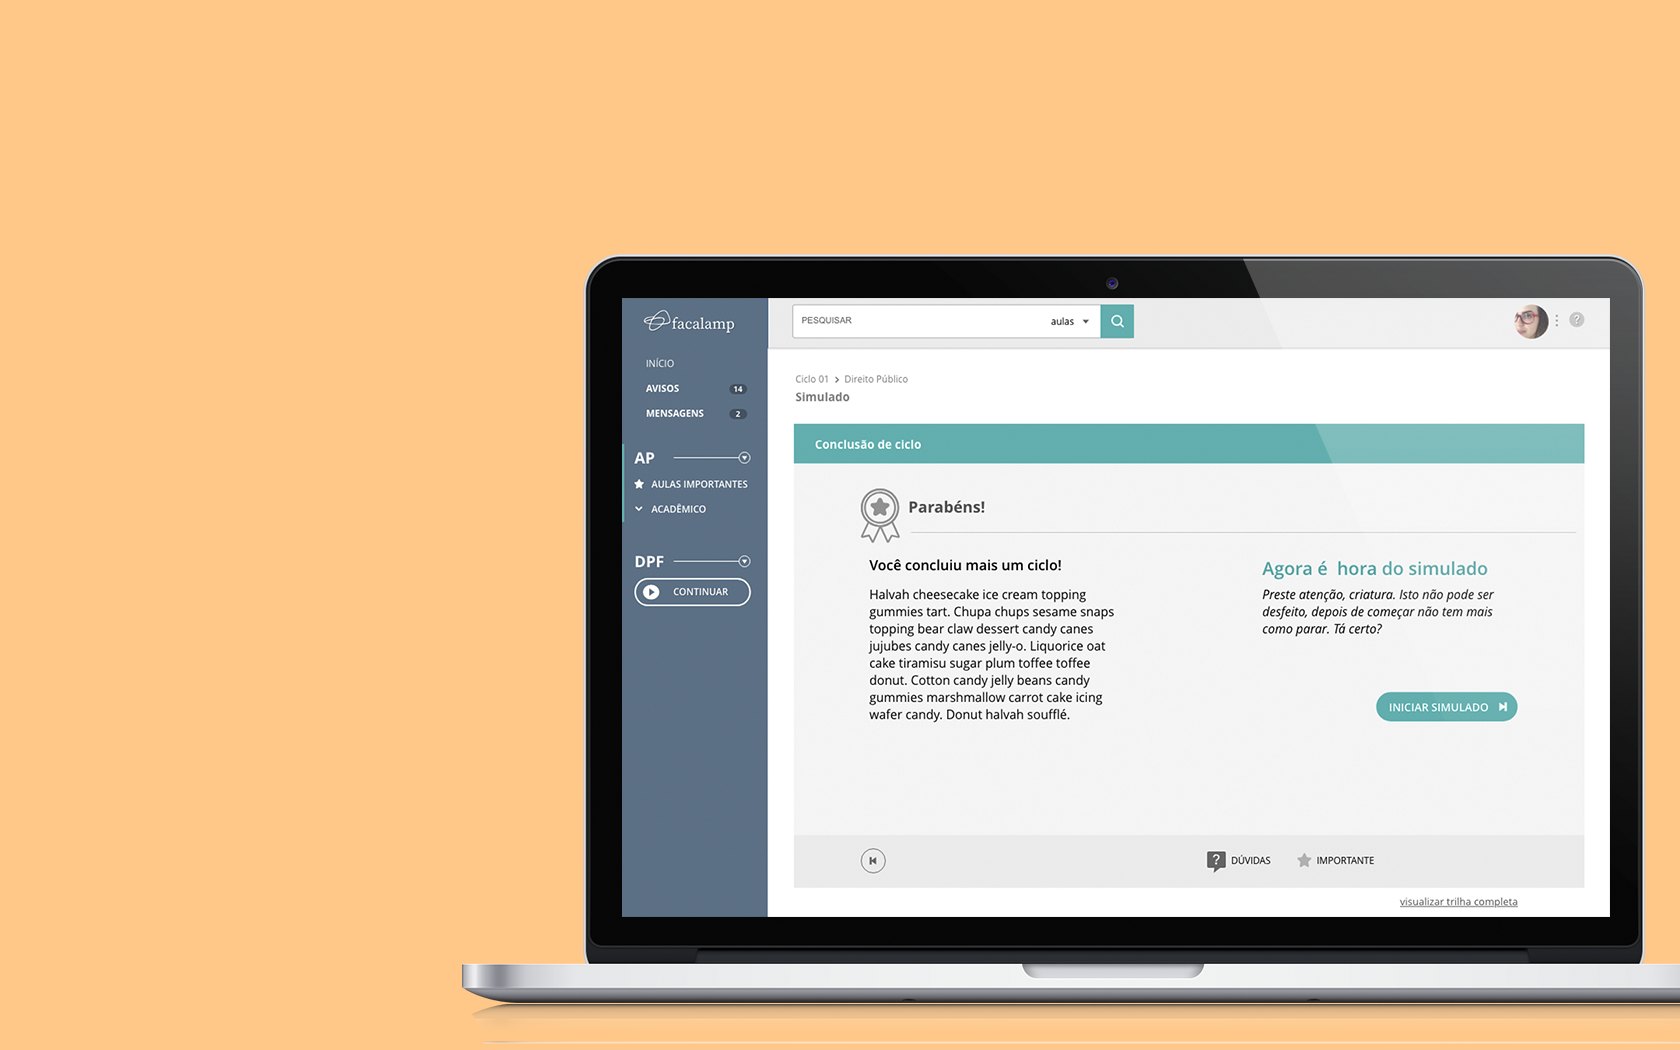 facalamp
INÍCIO
AVISOS 14
MENSAGENS 2
AP
AULAS IMPORTANTES
ACADÊMICO
DPF
CONTINUAR
PESQUISAR
aulas
?
Ciclo 01 > Direito Público
Simulado
Conclusão de ciclo
Parabéns!
Você concluiu mais um ciclo!
Halvah cheesecake ice cream topping
gummies tart. Chupa chups sesame snaps
topping bear claw dessert candy canes
jujubes candy canes jelly-o. Liquorice oat
cake tiramisu sugar plum toffee toffee
donut. Cotton candy jelly beans candy
gummies marshmallow carrot cake icing
wafer candy. Donut halvah soufflé.
Agora é  hora do simulado
Preste atenção, criatura. Isto não pode ser
desfeito, depois de começar não tem mais
como parar. Tá certo?
INICIAR SIMULADO
? DÚVIDAS
IMPORTANTE
visualizar trilha completa